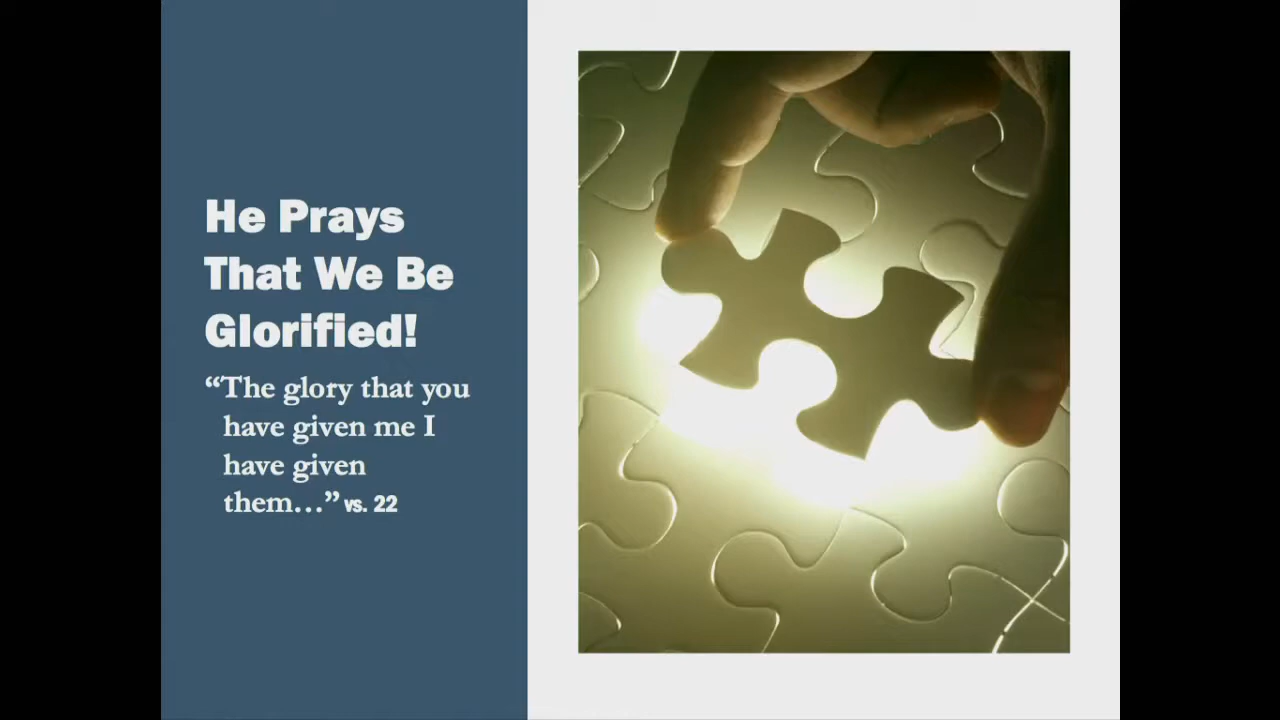 He Prays
That We Be
Glorified!
“The glory that you
have given me I
have given
them…” vs. 22